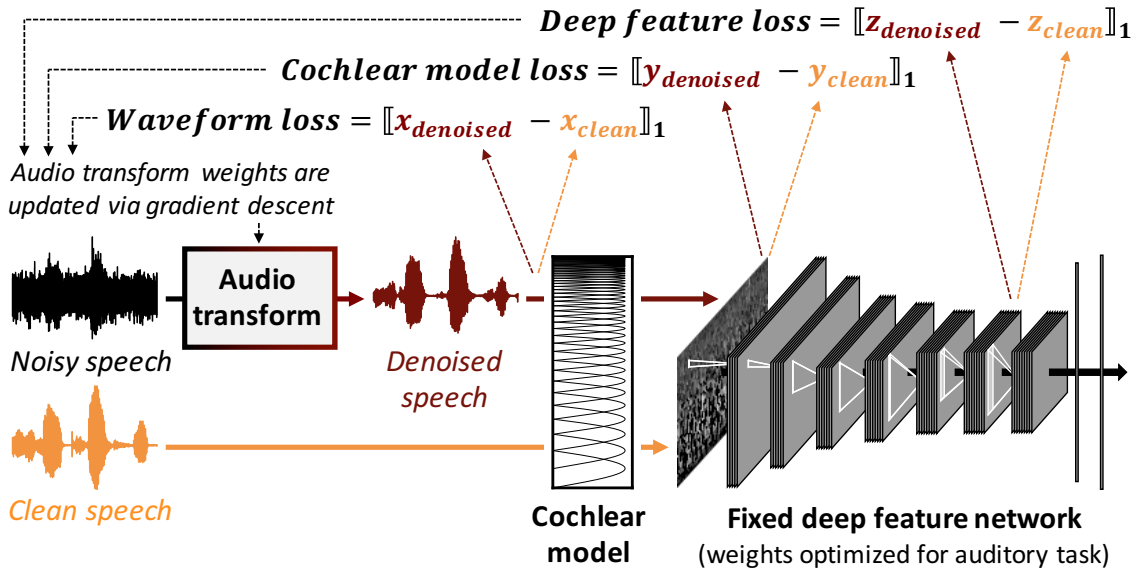 Deep feature loss = ⟦z_denoised − z_clean⟧_1
Cochlear model loss = ⟦y_denoised − y_clean⟧_1
Waveform loss = ⟦x_denoised − x_clean⟧_1
Audio transform weights are
updated via gradient descent
Audio
transform
Noisy speech
Denoised
speech
Clean speech
Cochlear
model
Fixed deep feature network
(weights optimized for auditory task)